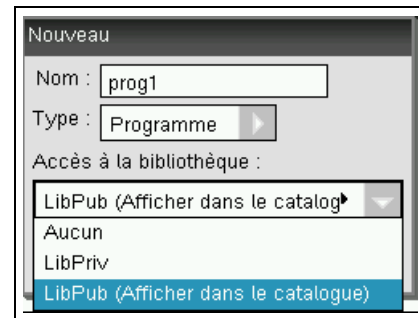 Nouveau
Nom : prog1
Type : Programme
Accès à la bibliothèque :
LibPub (Afficher dans le catalog
Aucun
LibPriv
LibPub (Afficher dans le catalogue)